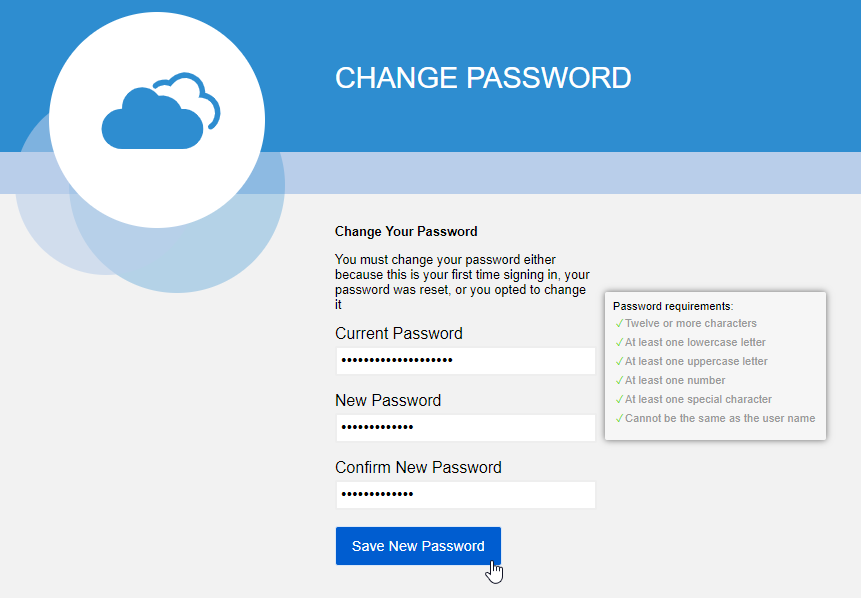 CHANGE PASSWORD
Change Your Password
You must change your password either
because this is your first time signing in, your
password was reset, or you opted to change
it
Password requirements:
✓Twelve or more characters
Current Password
✓At least one lowercase letter
••••••••••••••••••••
✓At least one uppercase letter
✓At least one number
New Password
✓At least one special character
✓Cannot be the same as the user name
•••••••••••••
Confirm New Password
•••••••••••••
Save New Password